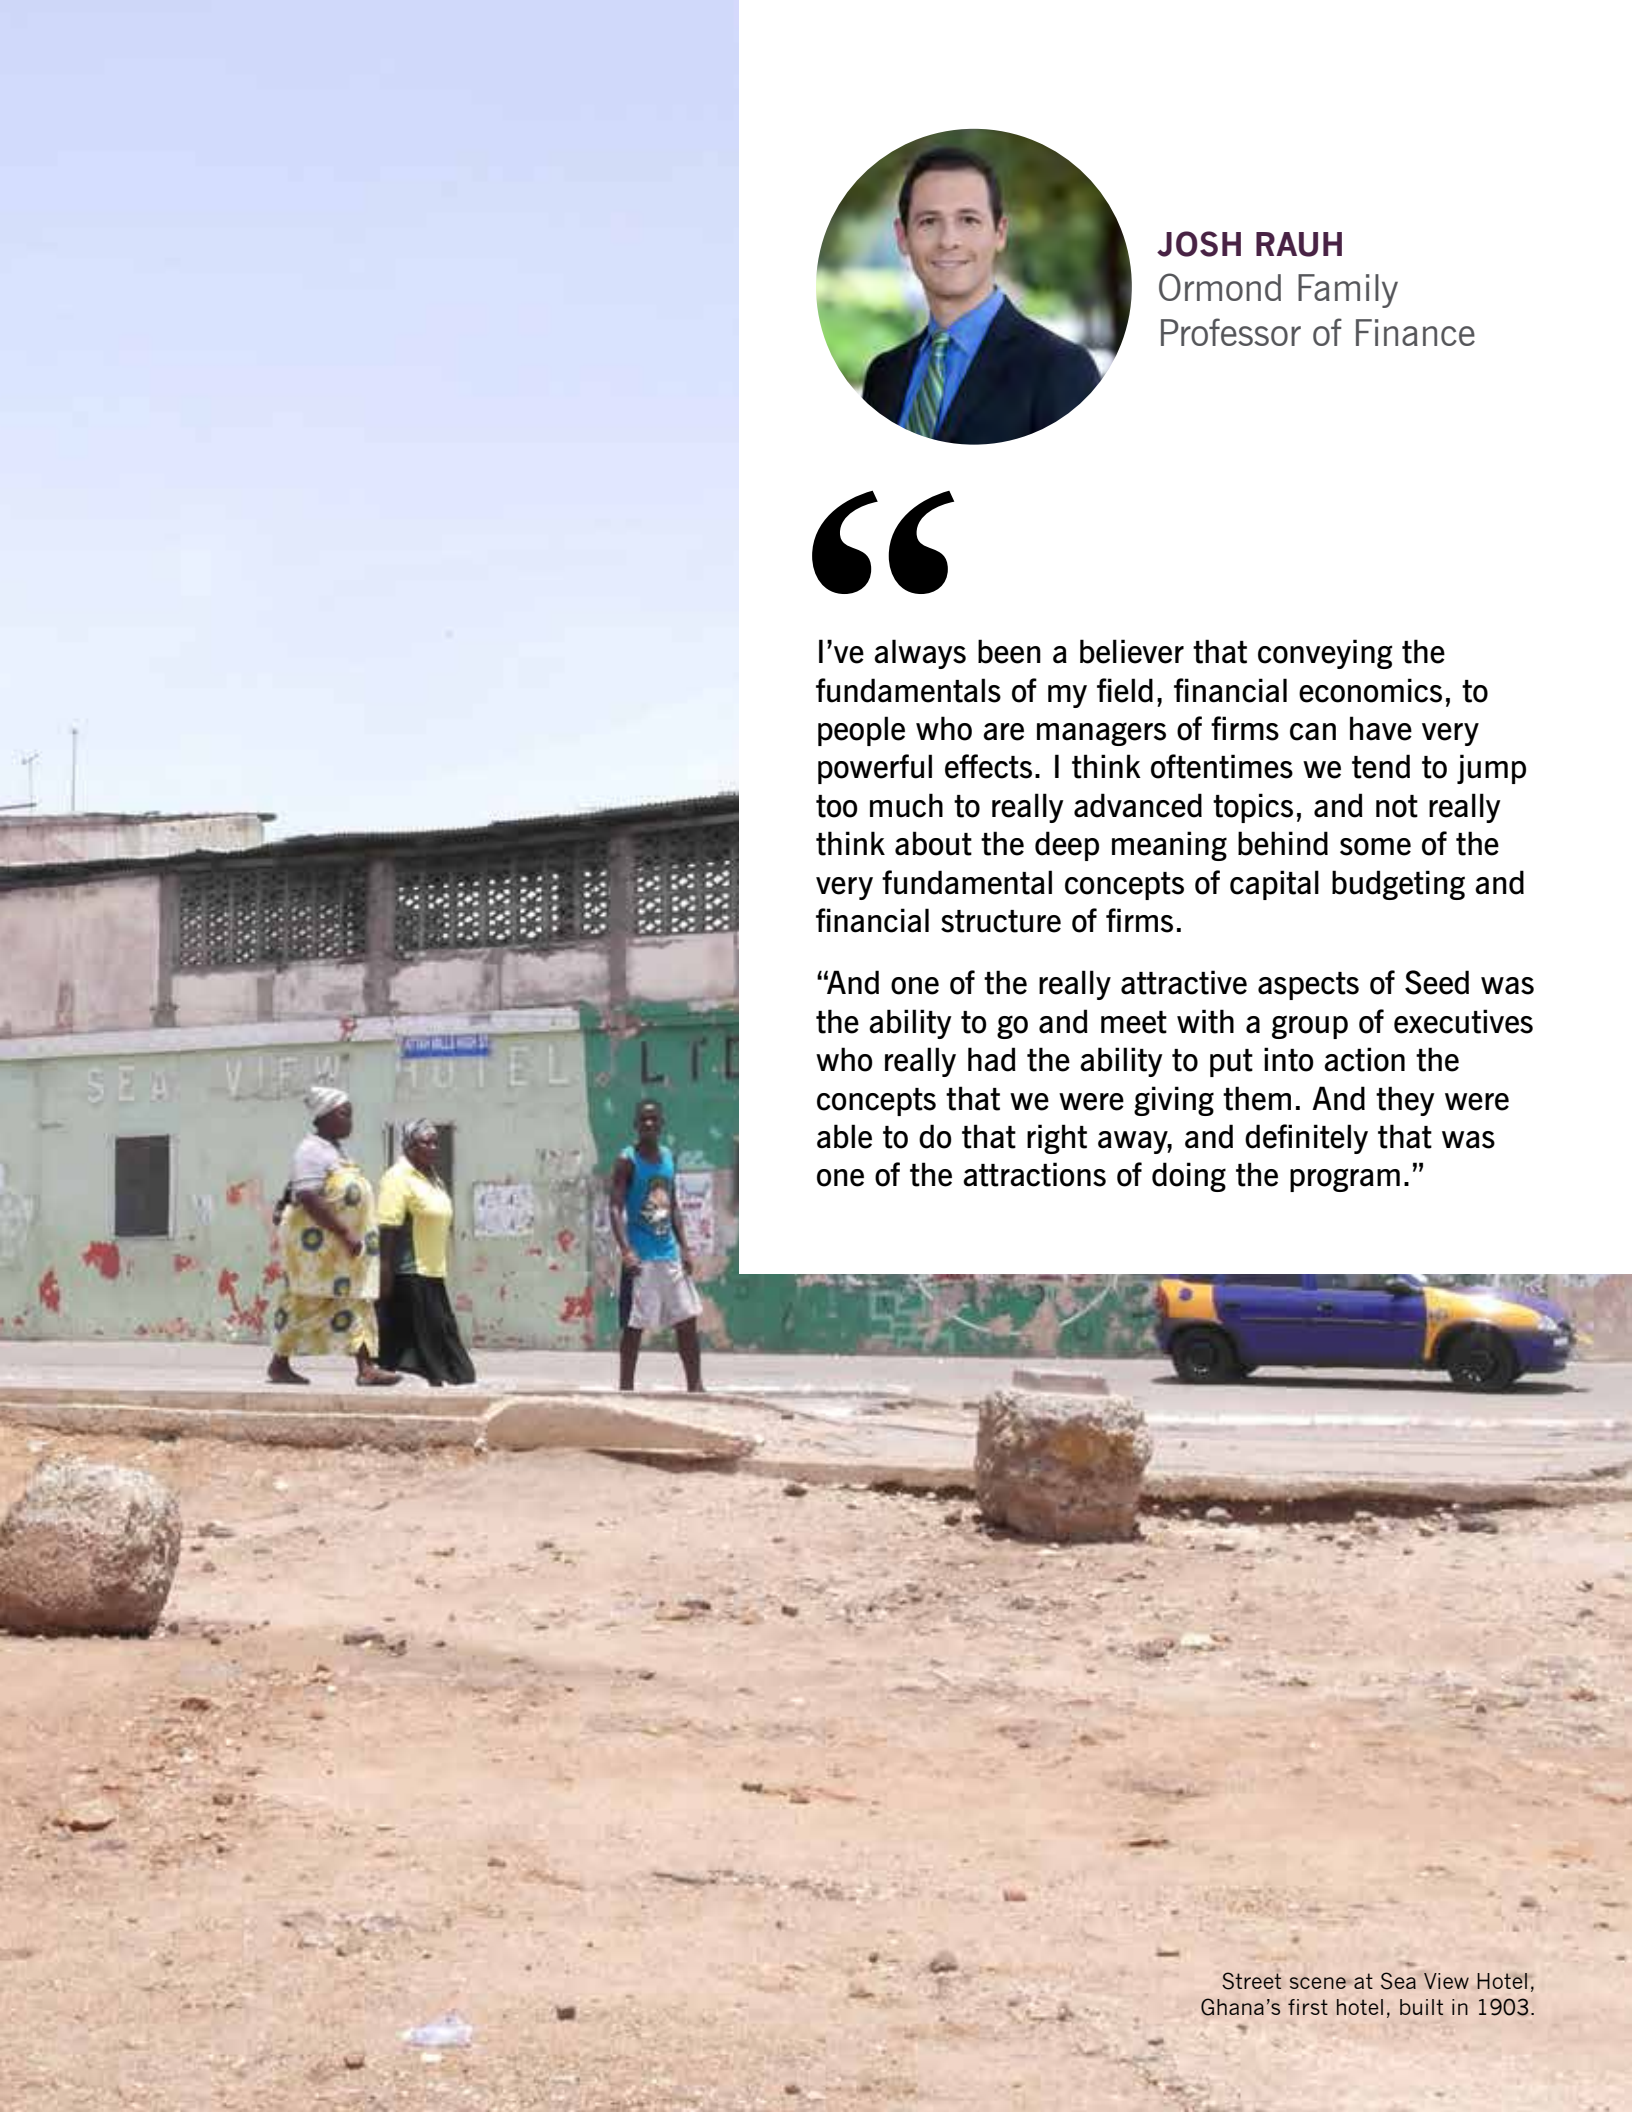 JOSH RAUH
Ormond Family
Professor of Finance
“
I’ve always been a believer that conveying the
fundamentals of my field, financial economics, to
people who are managers of firms can have very
powerful effects. I think oftentimes we tend to jump
too much to really advanced topics, and not really
think about the deep meaning behind some of the
very fundamental concepts of capital budgeting and
financial structure of firms.
“And one of the really attractive aspects of Seed was
the ability to go and meet with a group of executives
who really had the ability to put into action the
concepts that we were giving them. And they were
able to do that right away, and definitely that was
one of the attractions of doing the program.”
SEA VIEW HOTEL LTD
Street scene at Sea View Hotel,
Ghana’s first hotel, built in 1903.